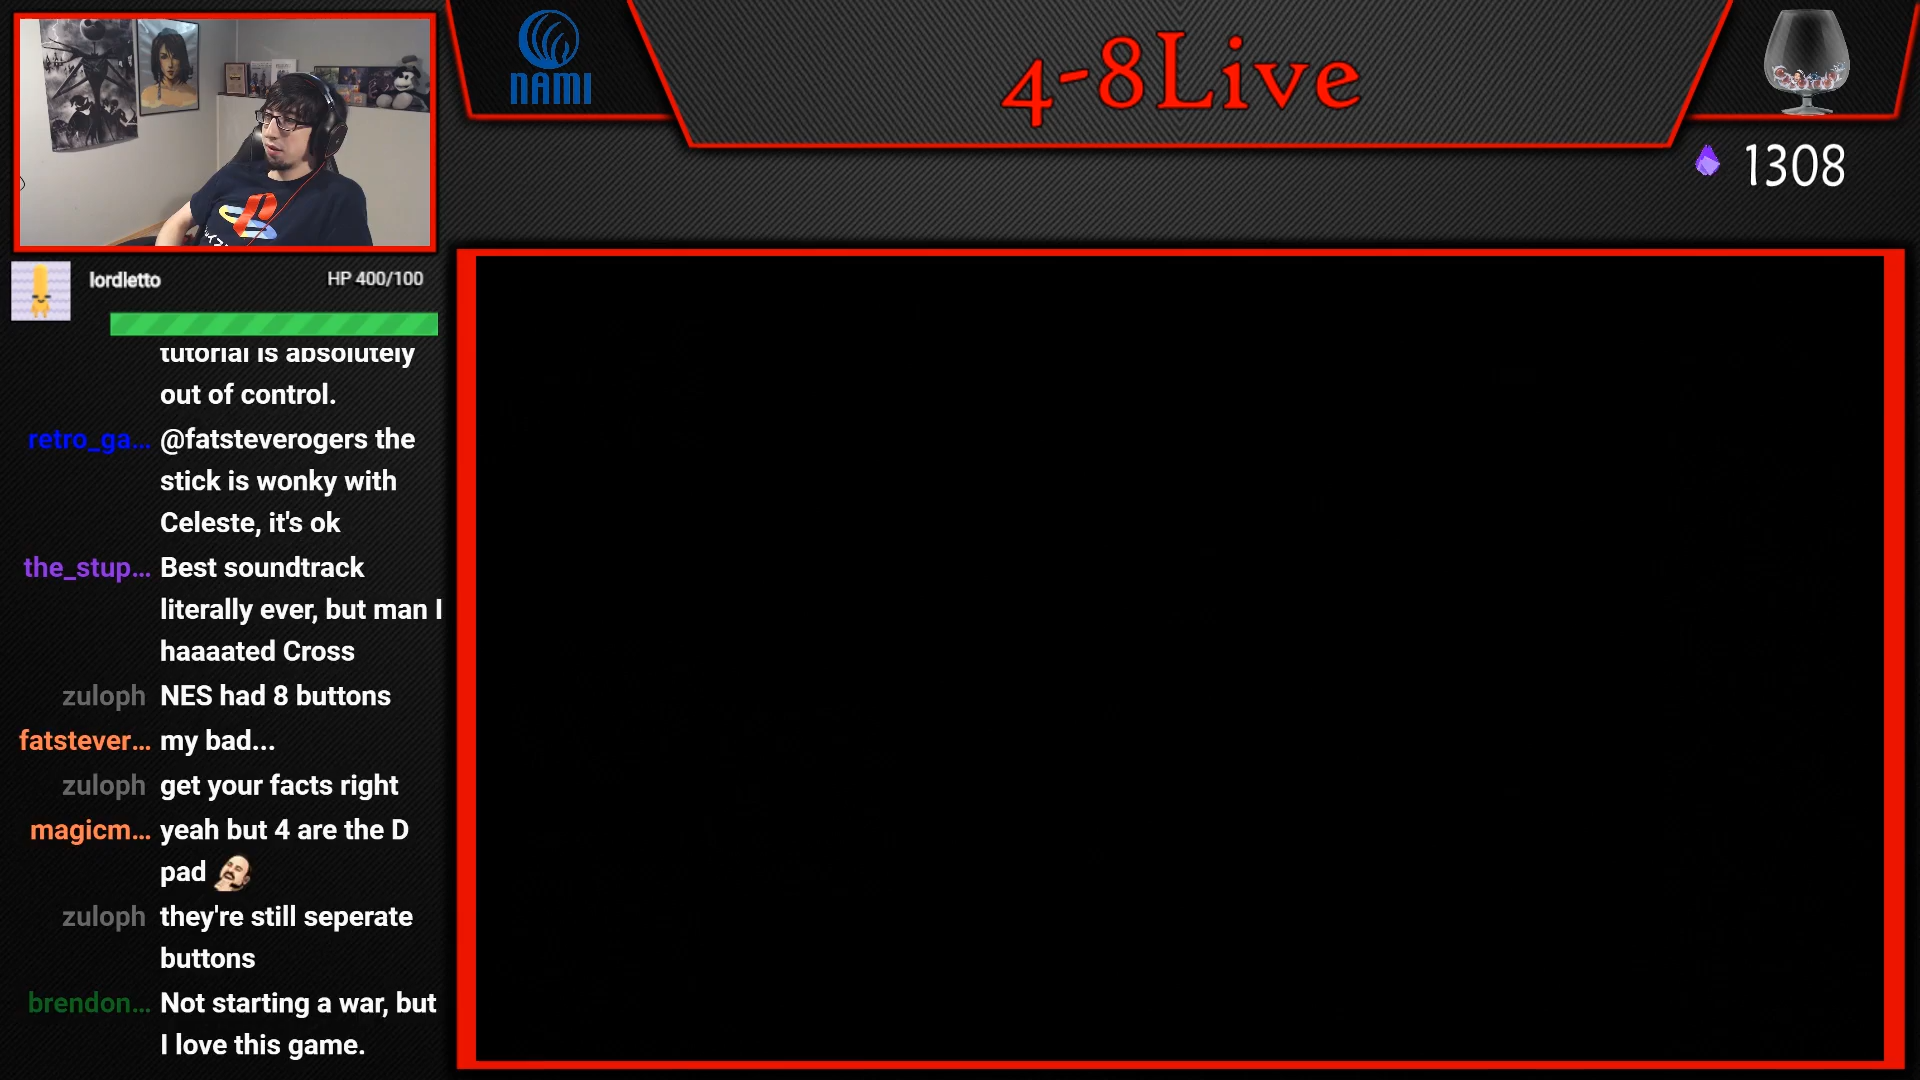 NAMI
4-8Live
1308
lordletto
HP 400/100
tutorial is absolutely
out of control.
retro_ga… @fatsteverogers the
stick is wonky with
Celeste, it's ok
the_stup… Best soundtrack
literally ever, but man I
haaaated Cross
zuloph NES had 8 buttons
fatstever… my bad...
zuloph get your facts right
magicm… yeah but 4 are the D
pad
zuloph they're still seperate
buttons
brendon… Not starting a war, but
I love this game.